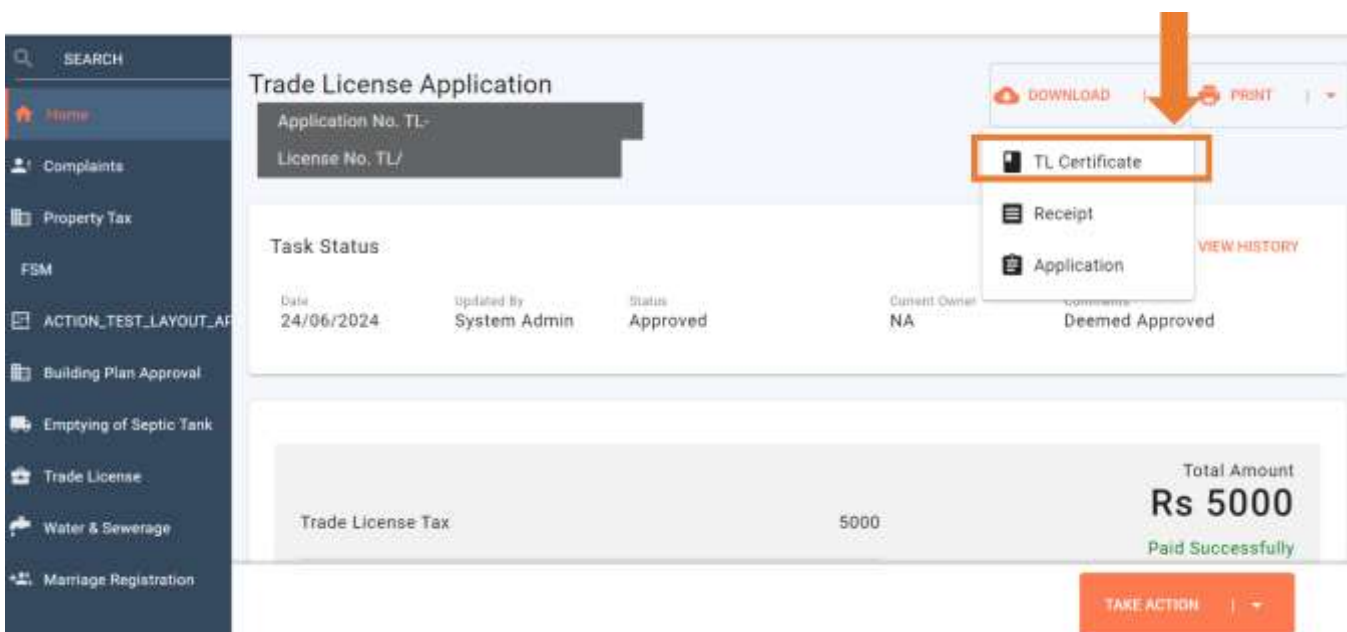 SEARCH
Home
Complaints
Property Tax
FSM
ACTION_TEST_LAYOUT_AP
Building Plan Approval
Emptying of Septic Tank
Trade License
Water & Sewerage
Marriage Registration
Trade License Application
Application No. TL-
License No. TL/
DOWNLOAD
PRINT
TL Certificate
Receipt
Application
Task Status
VIEW HISTORY
Date Updated By Status Current Owner Comments
24/06/2024 System Admin Approved NA Deemed Approved
Total Amount
Rs 5000
Trade License Tax 5000
Paid Successfully
TAKE ACTION